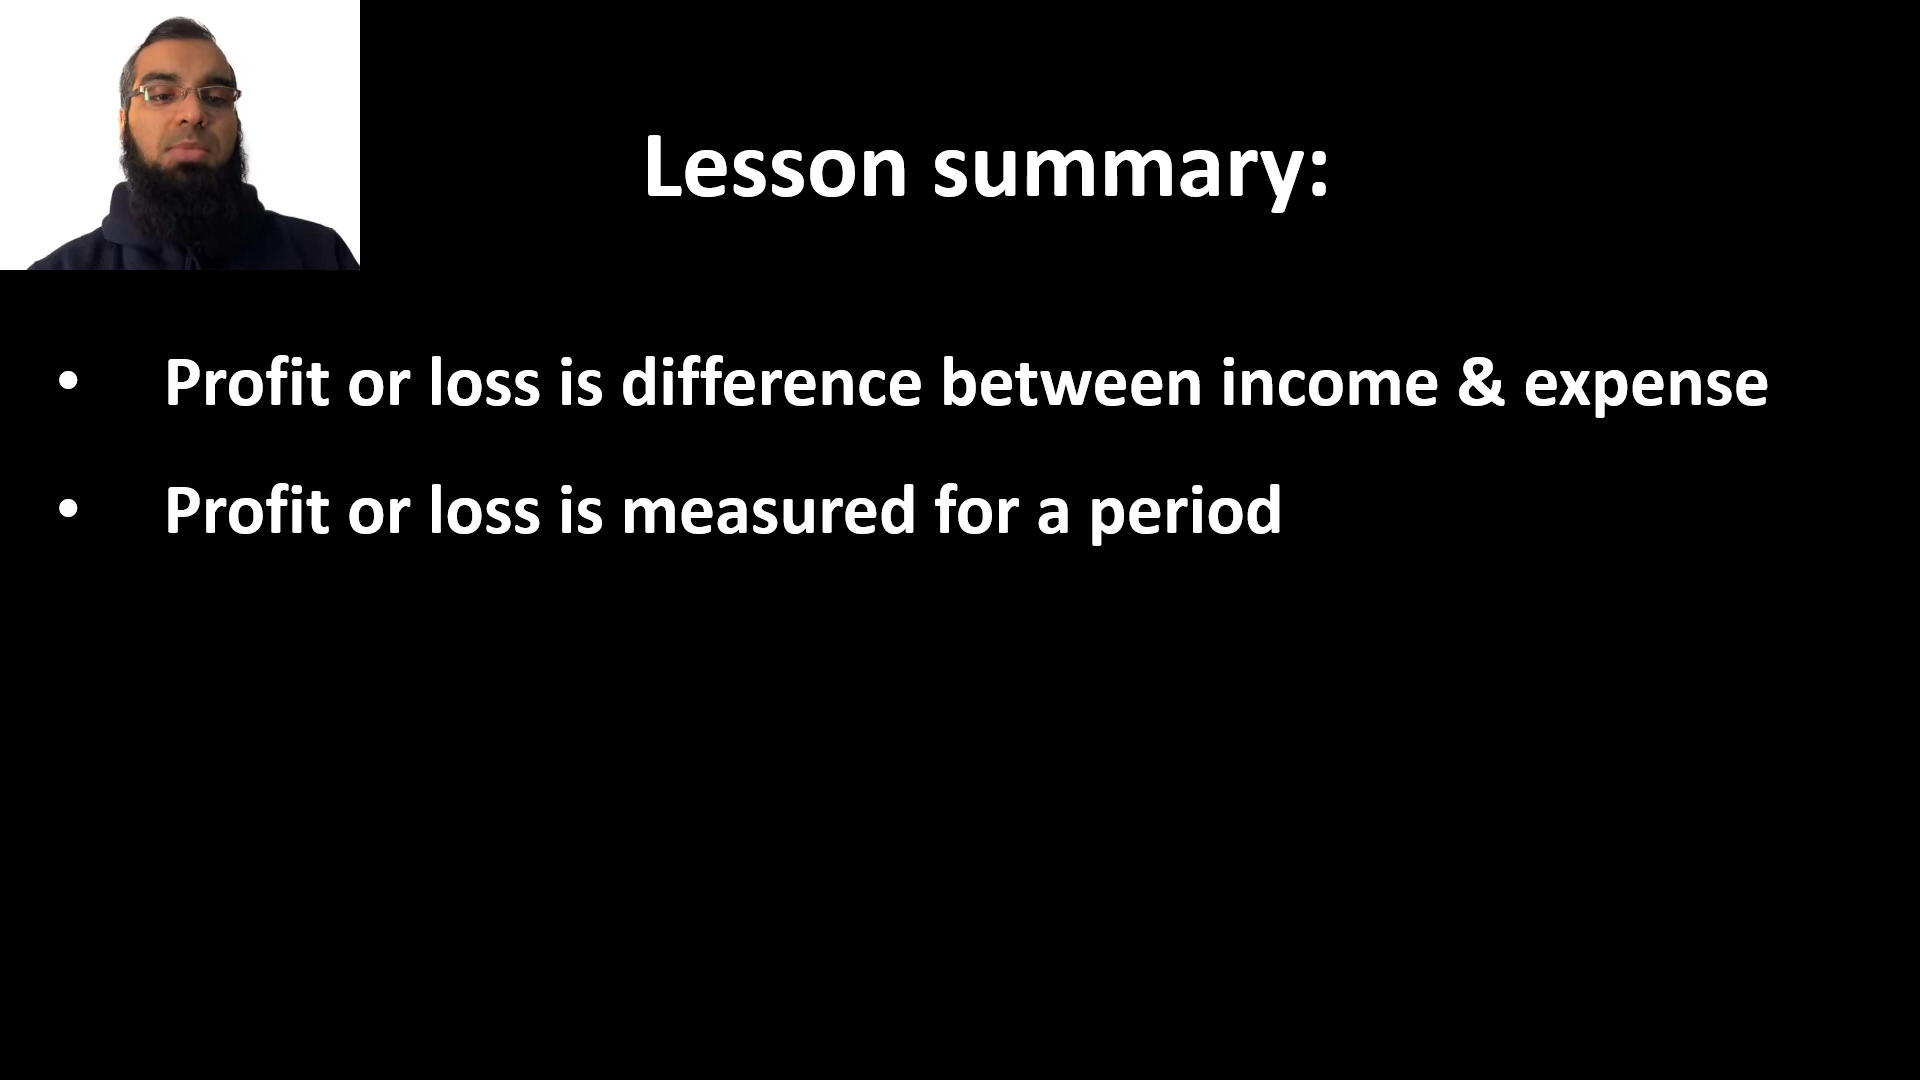 Lesson summary:
• Profit or loss is difference between income & expense
• Profit or loss is measured for a period